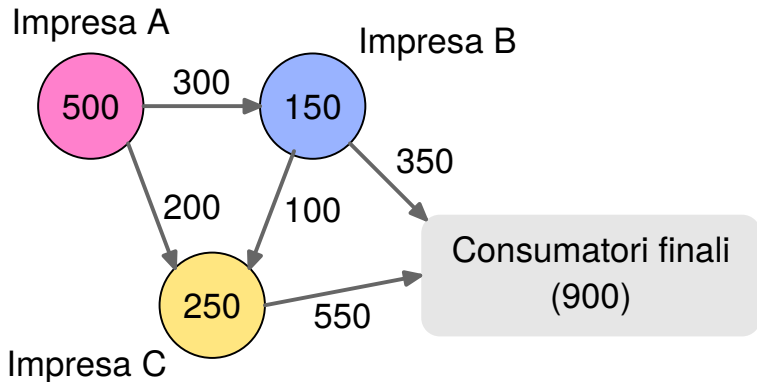 Impresa A
Impresa B
300
500
150
350
200
100
Consumatori finali
(900)
250
550
Impresa C